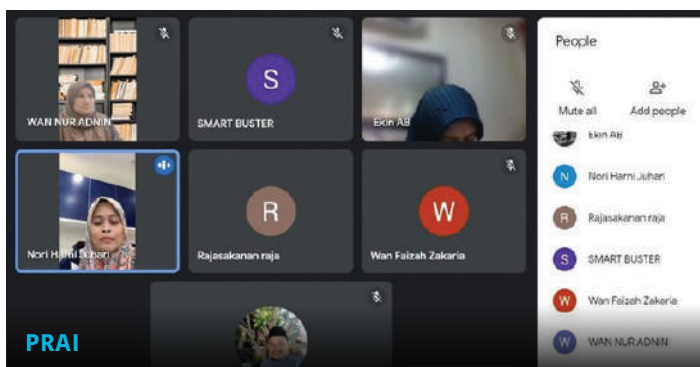 WAN NUR ADNIN
S
SMART BUSTER
Ekin AB
Nori Harni Juhari
R
Rajasakanan raja
W
Wan Faizah Zakaria
PRAI
People
Mute all
Add people
Ekin AB
N
Nori Harni Juhari
R
Rajasakanan raja
S
SMART BUSTER
W
Wan Faizah Zakaria
W
WAN NUR ADNIN